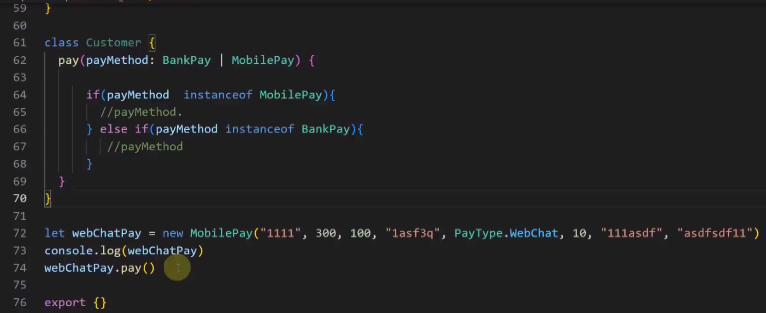 59 }
60
61 class Customer {
62 pay(payMethod: BankPay | MobilePay) {
63
64 if(payMethod  instanceof MobilePay){
65 //payMethod.
66 } else if(payMethod instanceof BankPay){
67 //payMethod
68 }
69 }
70 }
71
72 let webChatPay = new MobilePay("1111", 300, 100, "1asf3q", PayType.WebChat, 10, "111asdf", "asdfsdf11")
73 console.log(webChatPay)
74 webChatPay.pay()
75
76 export {}